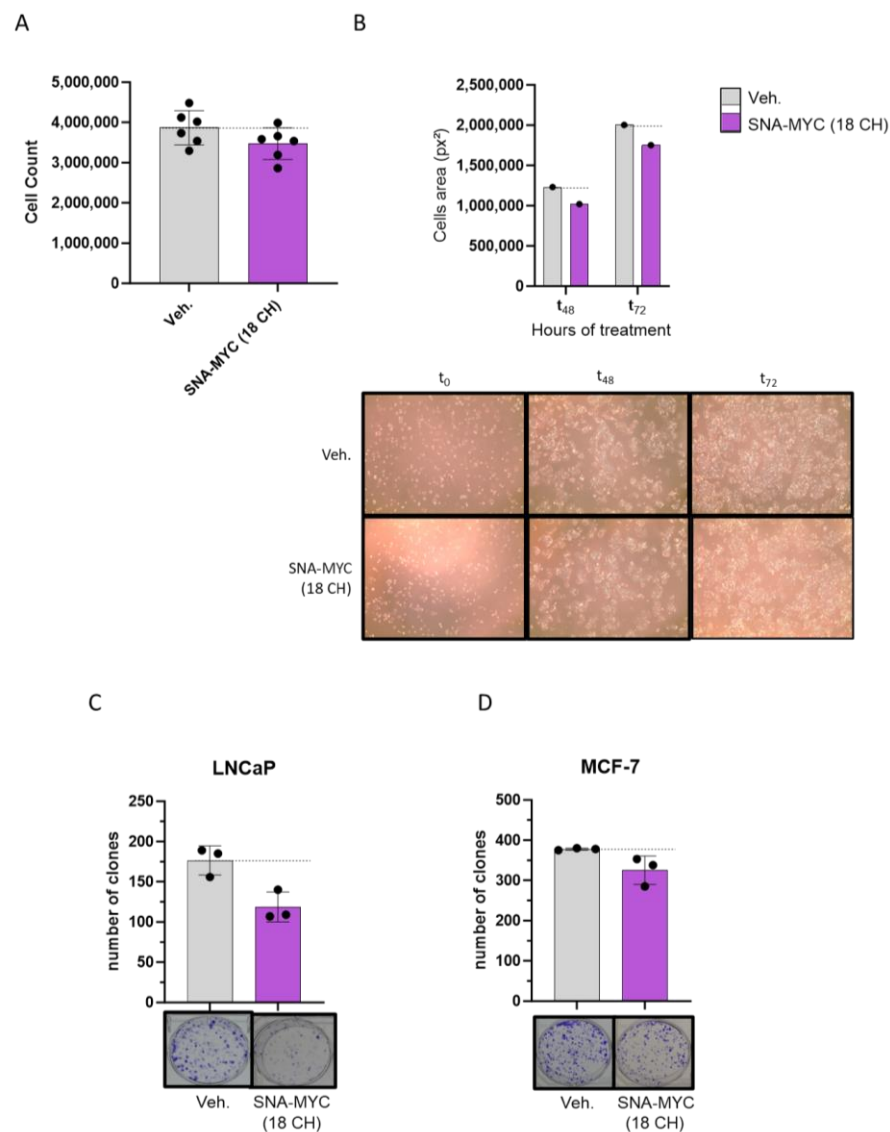 A
B
5,000,000
4,000,000
3,000,000
2,000,000
1,000,000
0
Cell Count
Veh.
SNA-MYC (18 CH)
2,500,000
2,000,000
1,500,000
1,000,000
500,000
0
Cells area (px²)
t48
t72
Hours of treatment
Veh.
SNA-MYC (18 CH)
t0
t48
t72
Veh.
SNA-MYC
(18 CH)
C
D
LNCaP
250
200
150
100
50
0
number of clones
Veh.
SNA-MYC
(18 CH)
MCF-7
500
400
300
200
100
0
number of clones
Veh.
SNA-MYC
(18 CH)